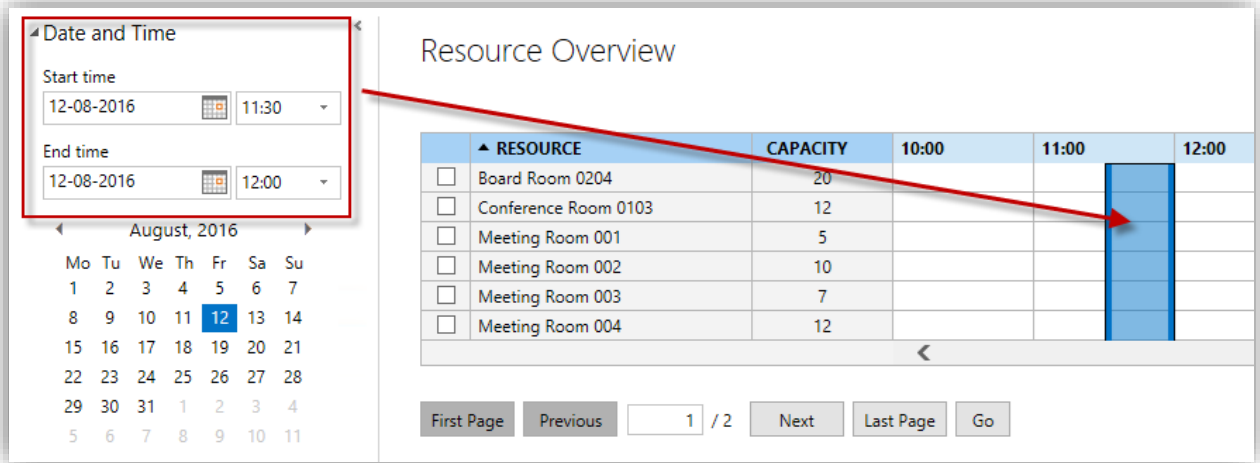 Date and Time
Start time
12-08-2016 11:30
End time
12-08-2016 12:00
August, 2016
Mo Tu We Th Fr Sa Su
1 2 3 4 5 6 7
8 9 10 11 12 13 14
15 16 17 18 19 20 21
22 23 24 25 26 27 28
29 30 31 1 2 3 4
5 6 7 8 9 10 11
Resource Overview
RESOURCE CAPACITY 10:00 11:00 12:00
Board Room 0204 20
Conference Room 0103 12
Meeting Room 001 5
Meeting Room 002 10
Meeting Room 003 7
Meeting Room 004 12
First Page Previous 1 / 2 Next Last Page Go